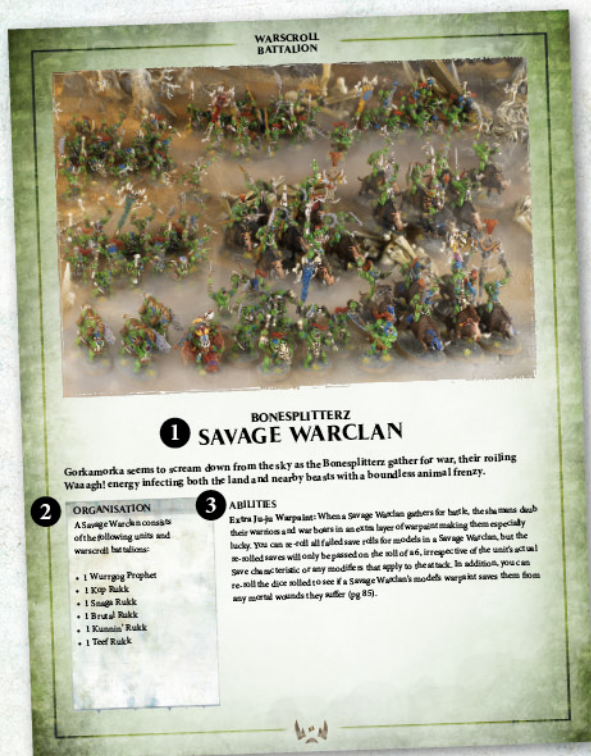 WARSCROLL
BATTALION
BONESPLITTERZ
1 SAVAGE WARCLAN
Gorkamorka seems to scream down from the sky as the Bonesplitterz gather for war, their roiling
Waaagh! energy infecting both the land and nearby beasts with a boundless animal frenzy.
2
ORGANISATION
A Savage Warclan consists
of the following units and
warscroll battalions:
• 1 Wurrgog Prophet
• 1 Kop Rukk
• 1 Snaga Rukk
• 1 Brutal Rukk
• 1 Kunnin' Rukk
• 1 Teef Rukk
3
ABILITIES
Extra Ju-ju Warpaint: When a Savage Warclan gathers for battle, the shamans daub
their warriors and war boars in an extra layer of warpaint making them especially
lucky. You can re-roll all failed save rolls for models in a Savage Warclan, but the
re-rolled saves will only be passed on the roll of a 6, irrespective of the unit's actual
Save characteristic or any modifiers that apply to the attack. In addition, you can
re-roll the dice rolled to see if a Savage Warclan's models warpaint saves them from
any mortal wounds they suffer (pg 85).